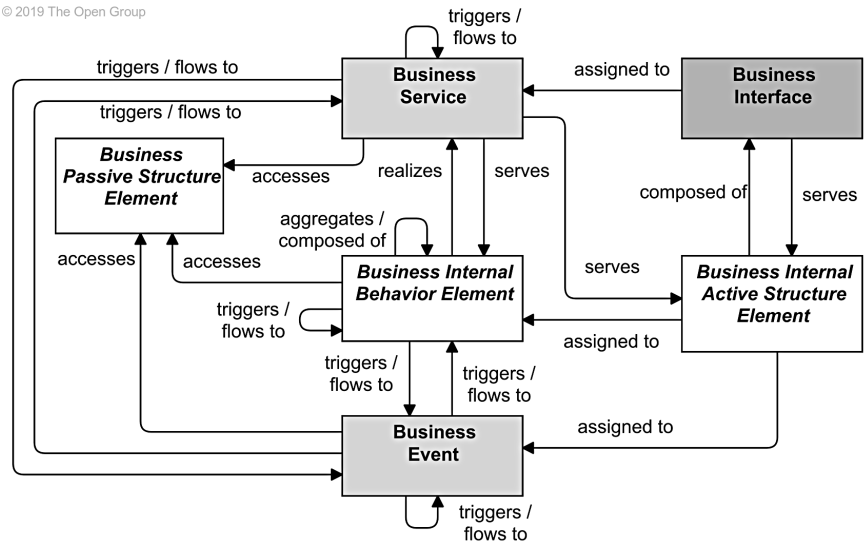 © 2019 The Open Group
triggers /
flows to
triggers / flows to
Business
Service
assigned to
Business
Interface
triggers / flows to
Business
Passive Structure
Element
accesses
realizes
serves
composed of
serves
aggregates /
composed of
accesses
accesses
serves
Business Internal
Behavior Element
Business Internal
Active Structure
Element
triggers /
flows to
assigned to
triggers /
flows to
triggers /
flows to
Business
Event
assigned to
triggers /
flows to